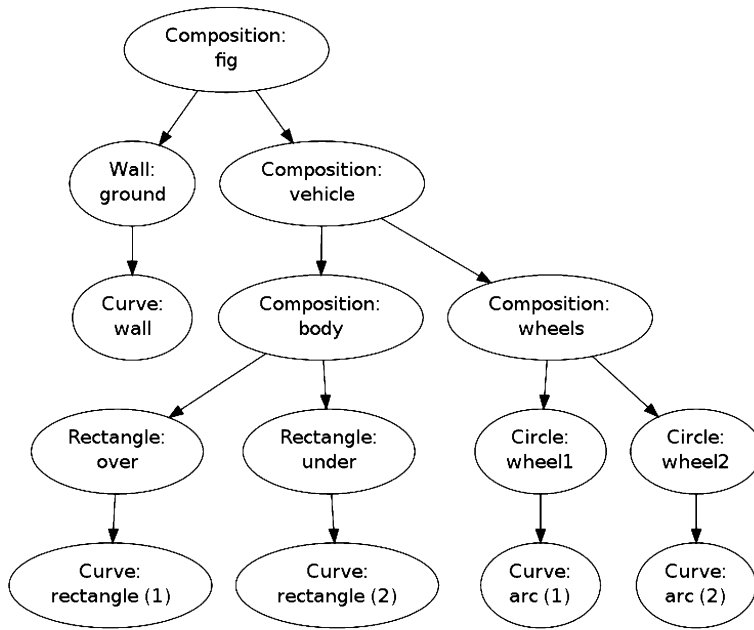 Composition:
fig
Wall:
ground
Composition:
vehicle
Curve:
wall
Composition:
body
Composition:
wheels
Rectangle:
over
Rectangle:
under
Circle:
wheel1
Circle:
wheel2
Curve:
rectangle (1)
Curve:
rectangle (2)
Curve:
arc (1)
Curve:
arc (2)